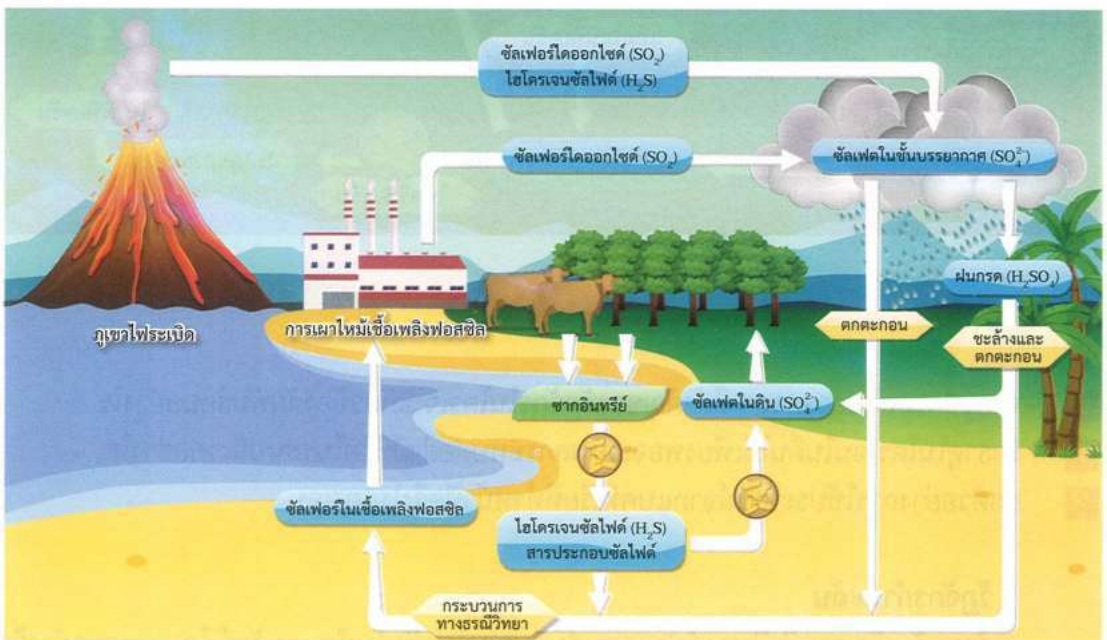 ซัลเฟอร์ไดออกไซด์ (SO₂)
ไฮโดรเจนซัลไฟด์ (H₂S)
ซัลเฟอร์ไดออกไซด์ (SO₂)
ซัลเฟตในชั้นบรรยากาศ (SO₄²⁻)
ฝนกรด (H₂SO₄)
ภูเขาไฟระเบิด
การเผาไหม้เชื้อเพลิงฟอสซิล
ตกตะกอน
ชะล้างและ
ตกตะกอน
ซากอินทรีย์
ซัลเฟตในดิน (SO₄²⁻)
ซัลเฟอร์ในเชื้อเพลิงฟอสซิล
ไฮโดรเจนซัลไฟด์ (H₂S)
สารประกอบซัลไฟด์
กระบวนการ
ทางธรณีวิทยา